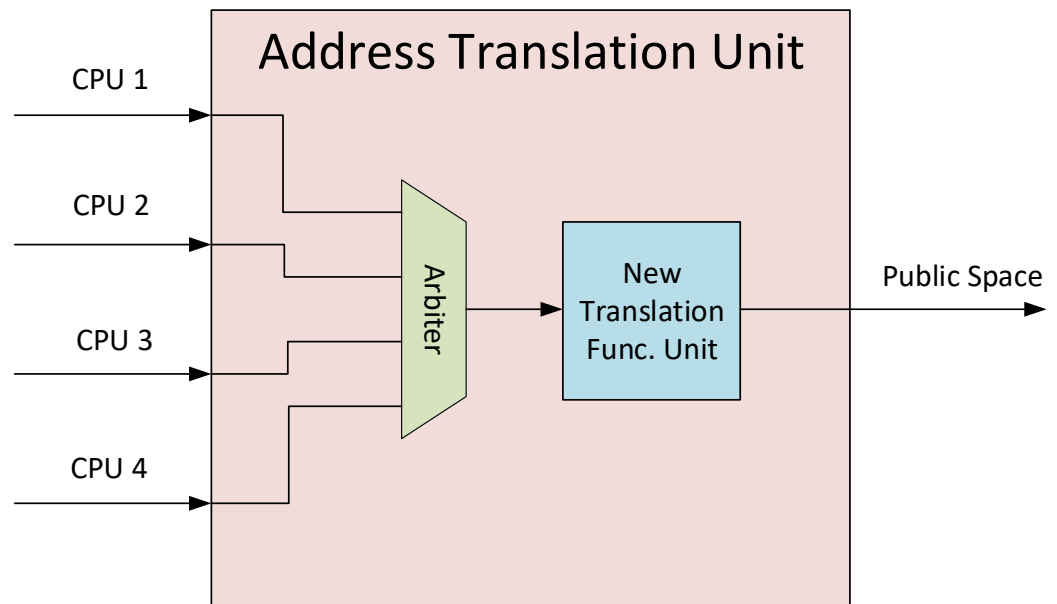 Address Translation Unit
CPU 1
CPU 2
CPU 3
CPU 4
Arbiter
New
Translation
Func. Unit
Public Space